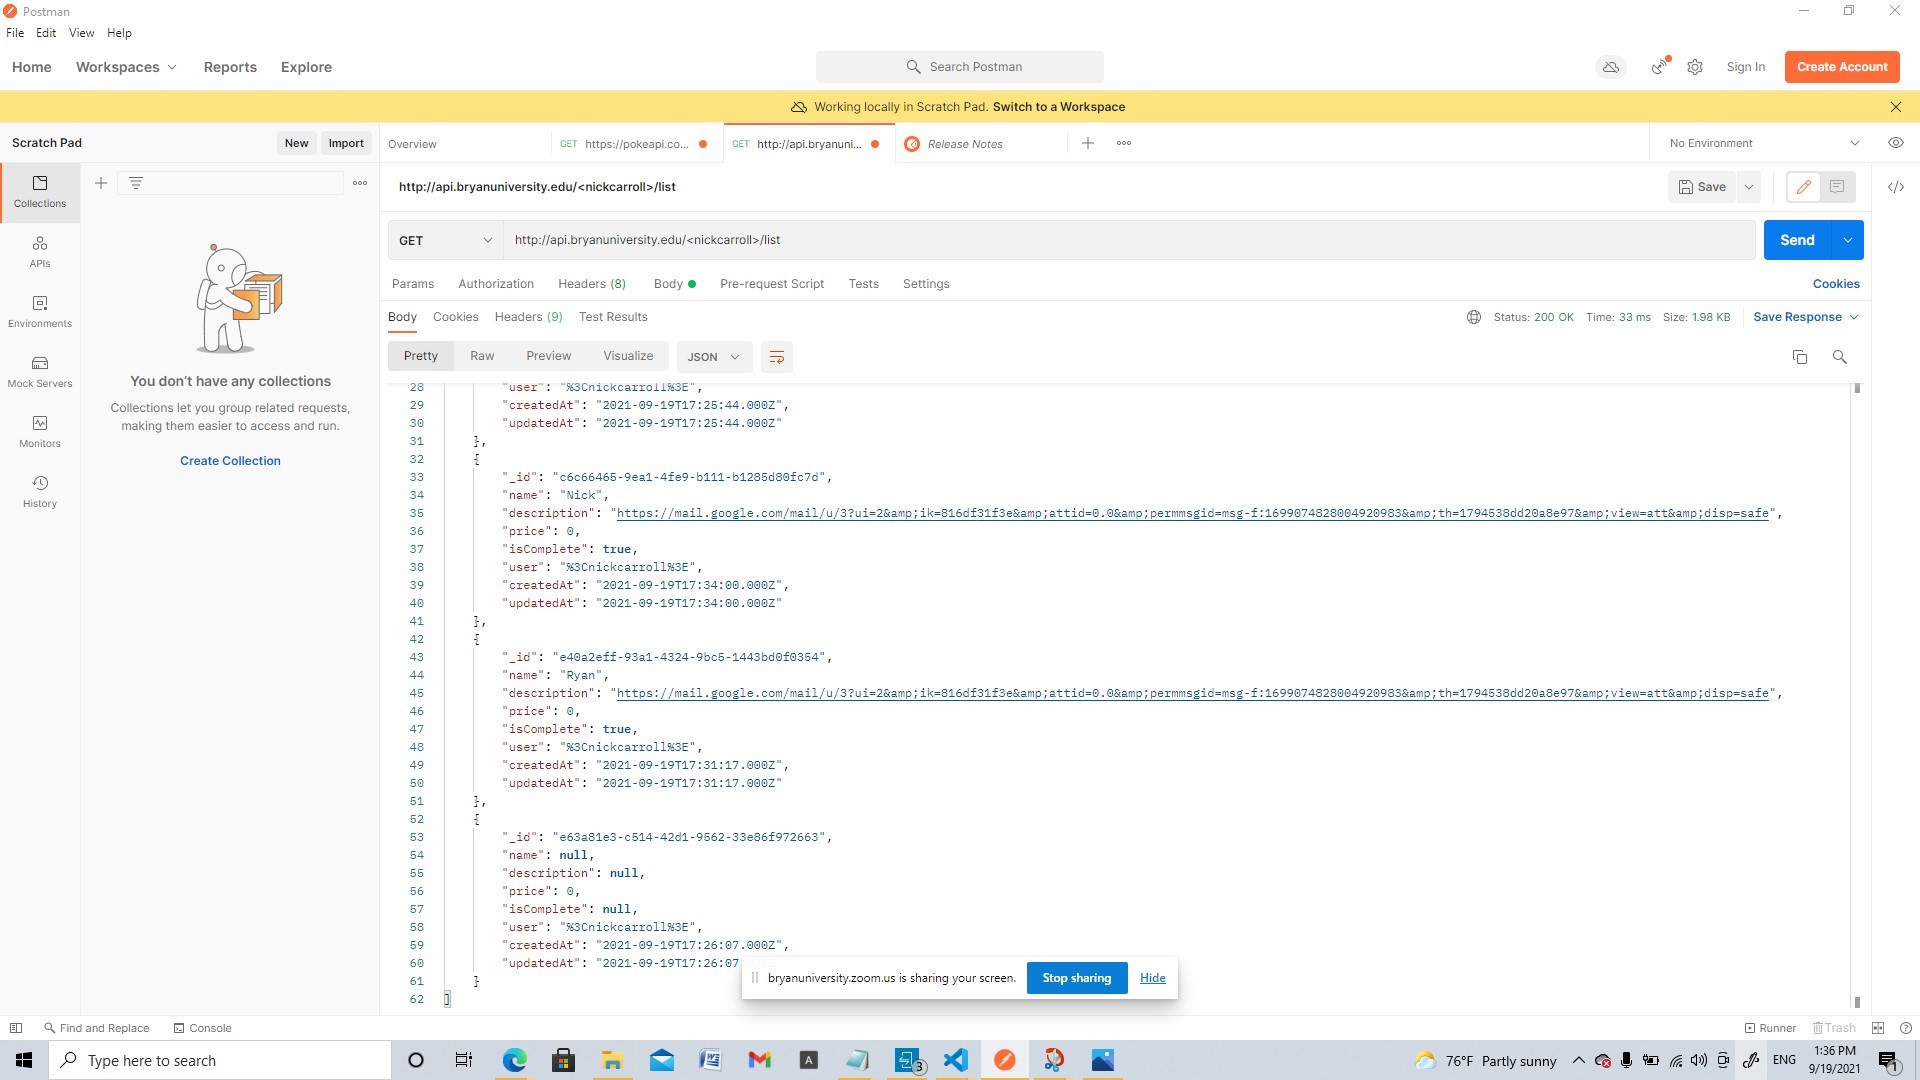 Postman
File Edit View Help
Home Workspaces Reports Explore Search Postman Sign In Create Account
Working locally in Scratch Pad. Switch to a Workspace
Scratch Pad New Import Overview GET https://pokeapi.co... GET http://api.bryanuni... Release Notes No Environment
http://api.bryanuniversity.edu/<nickcarroll>/list Save
GET http://api.bryanuniversity.edu/<nickcarroll>/list Send
Params Authorization Headers (8) Body Pre-request Script Tests Settings Cookies
Body Cookies Headers (9) Test Results Status: 200 OK Time: 33 ms Size: 1.98 KB Save Response
Pretty Raw Preview Visualize JSON
Collections
APIs
Environments
Mock Servers
Monitors
History
You don't have any collections
Collections let you group related requests,
making them easier to access and run.
Create Collection
28 "user": "%3Cnickcarroll%3E",
29 "createdAt": "2021-09-19T17:25:44.000Z",
30 "updatedAt": "2021-09-19T17:25:44.000Z"
31 },
32 {
33 "_id": "c6c66465-9ea1-4fe9-b111-b1285d80fc7d",
34 "name": "Nick",
35 "description": "https://mail.google.com/mail/u/3?ui=2&amp;ik=816df31f3e&amp;attid=0.0&amp;permmsgid=msg-f:1699074828004920983&amp;th=1794538dd20a8e97&amp;view=att&amp;disp=safe",
36 "price": 0,
37 "isComplete": true,
38 "user": "%3Cnickcarroll%3E",
39 "createdAt": "2021-09-19T17:34:00.000Z",
40 "updatedAt": "2021-09-19T17:34:00.000Z"
41 },
42 {
43 "_id": "e40a2eff-93a1-4324-9bc5-1443bd0f0354",
44 "name": "Ryan",
45 "description": "https://mail.google.com/mail/u/3?ui=2&amp;ik=816df31f3e&amp;attid=0.0&amp;permmsgid=msg-f:1699074828004920983&amp;th=1794538dd20a8e97&amp;view=att&amp;disp=safe",
46 "price": 0,
47 "isComplete": true,
48 "user": "%3Cnickcarroll%3E",
49 "createdAt": "2021-09-19T17:31:17.000Z",
50 "updatedAt": "2021-09-19T17:31:17.000Z"
51 },
52 {
53 "_id": "e63a81e3-c514-42d1-9562-33e86f972663",
54 "name": null,
55 "description": null,
56 "price": 0,
57 "isComplete": null,
58 "user": "%3Cnickcarroll%3E",
59 "createdAt": "2021-09-19T17:26:07.000Z",
60 "updatedAt": "2021-09-19T17:26:07
61 }
62 ]
bryanuniversity.zoom.us is sharing your screen. Stop sharing Hide
Find and Replace Console Runner Trash
Type here to search 3 76°F Partly sunny ENG 1:36 PM
9/19/2021 1